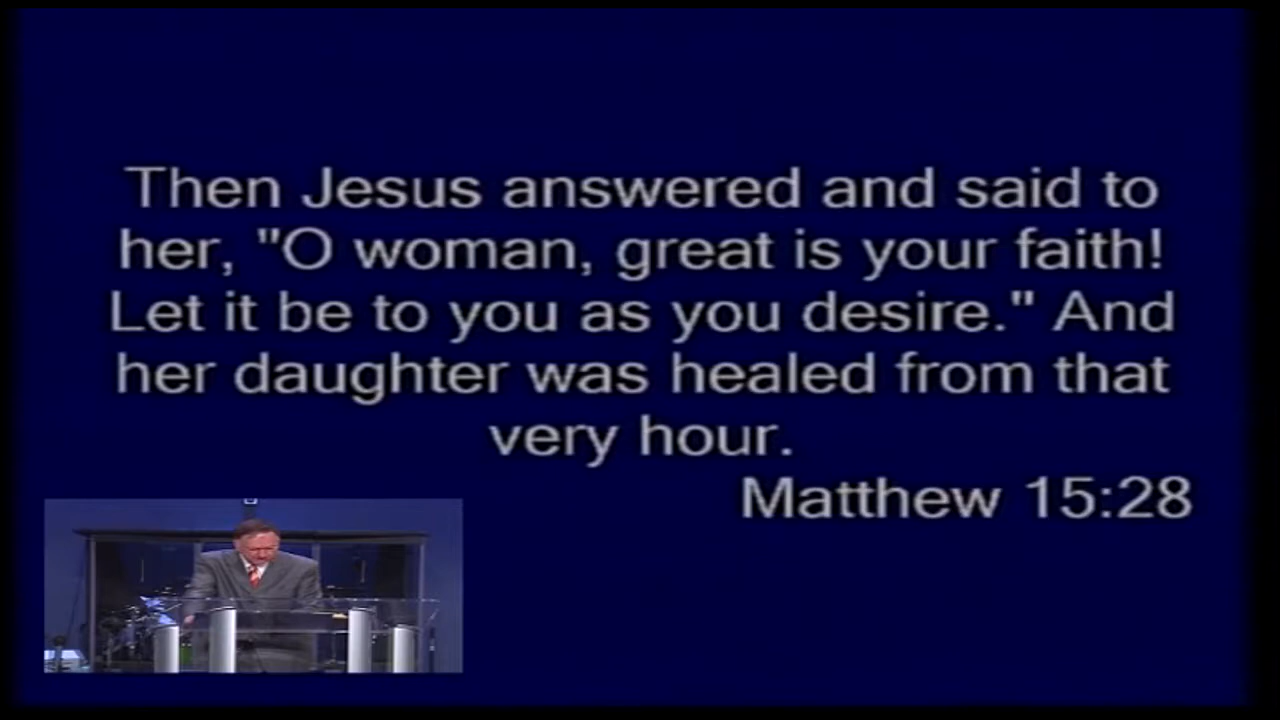 Then Jesus answered and said to
her, "O woman, great is your faith!
Let it be to you as you desire." And
her daughter was healed from that
very hour.
Matthew 15:28